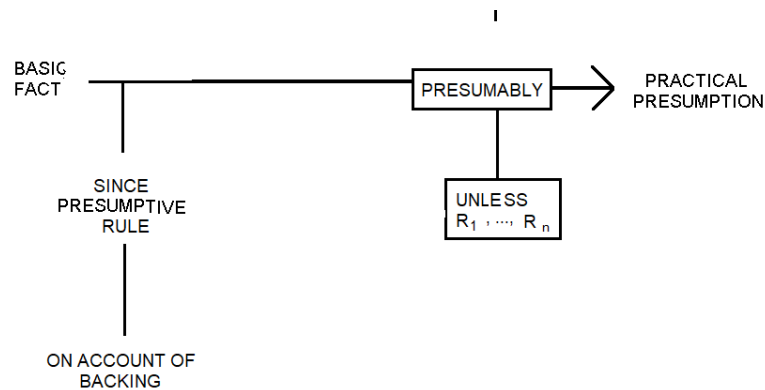 BASIC
FACT
PRESUMABLY
PRACTICAL
PRESUMPTION
SINCE
PRESUMPTIVE
RULE
UNLESS
R1 , ..., Rn
ON ACCOUNT OF
BACKING